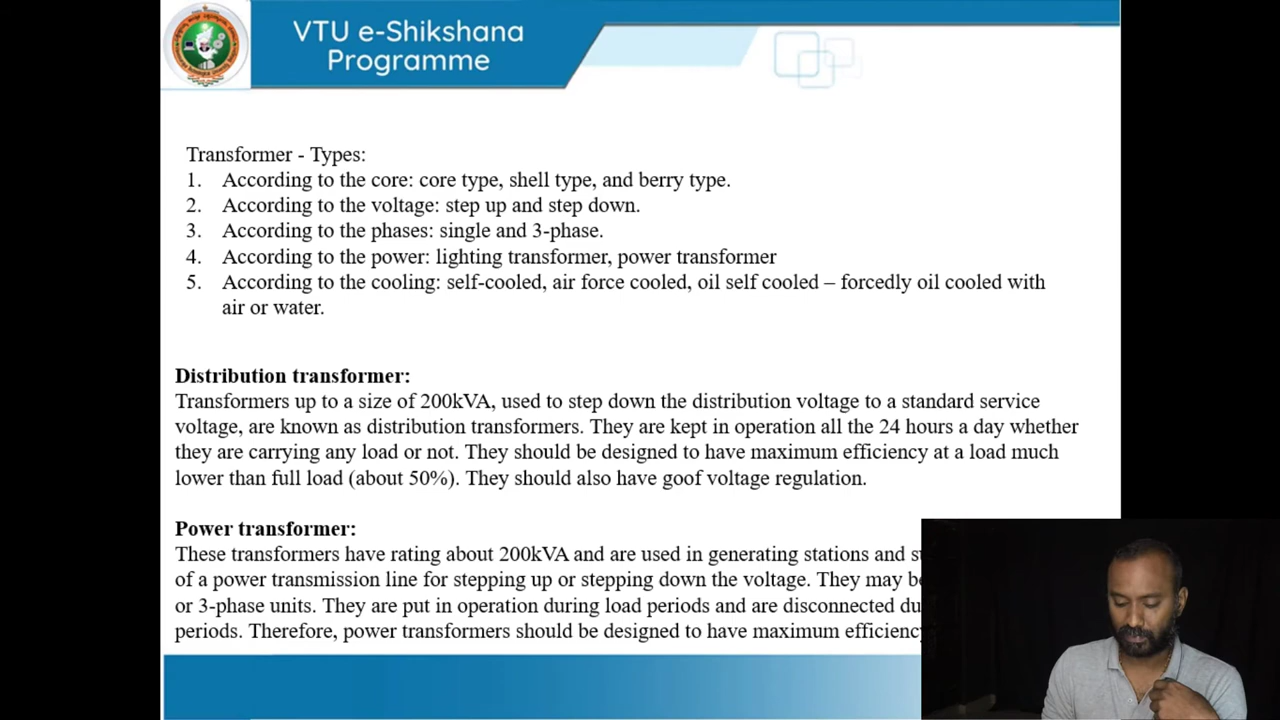 VTU e-Shikshana
Programme
Transformer - Types:
1. According to the core: core type, shell type, and berry type.
2. According to the voltage: step up and step down.
3. According to the phases: single and 3-phase.
4. According to the power: lighting transformer, power transformer
5. According to the cooling: self-cooled, air force cooled, oil self cooled – forcedly oil cooled with
air or water.
Distribution transformer:
Transformers up to a size of 200kVA, used to step down the distribution voltage to a standard service
voltage, are known as distribution transformers. They are kept in operation all the 24 hours a day whether
they are carrying any load or not. They should be designed to have maximum efficiency at a load much
lower than full load (about 50%). They should also have goof voltage regulation.
Power transformer:
These transformers have rating about 200kVA and are used in generating stations and
of a power transmission line for stepping up or stepping down the voltage. They may
or 3-phase units. They are put in operation during load periods and are disconnected
periods. Therefore, power transformers should be designed to have maximum